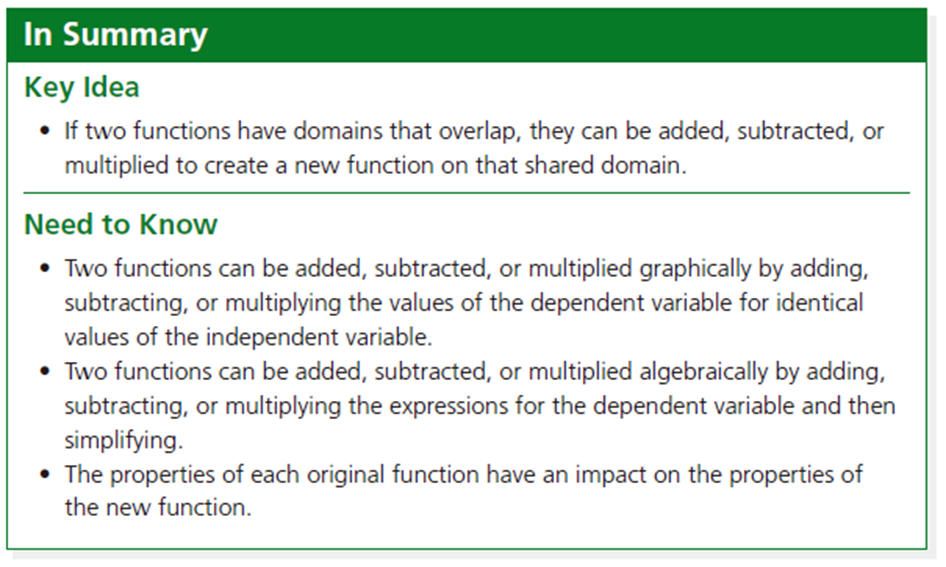 In Summary
Key Idea
• If two functions have domains that overlap, they can be added, subtracted, or
multiplied to create a new function on that shared domain.
Need to Know
• Two functions can be added, subtracted, or multiplied graphically by adding,
subtracting, or multiplying the values of the dependent variable for identical
values of the independent variable.
• Two functions can be added, subtracted, or multiplied algebraically by adding,
subtracting, or multiplying the expressions for the dependent variable and then
simplifying.
• The properties of each original function have an impact on the properties of
the new function.